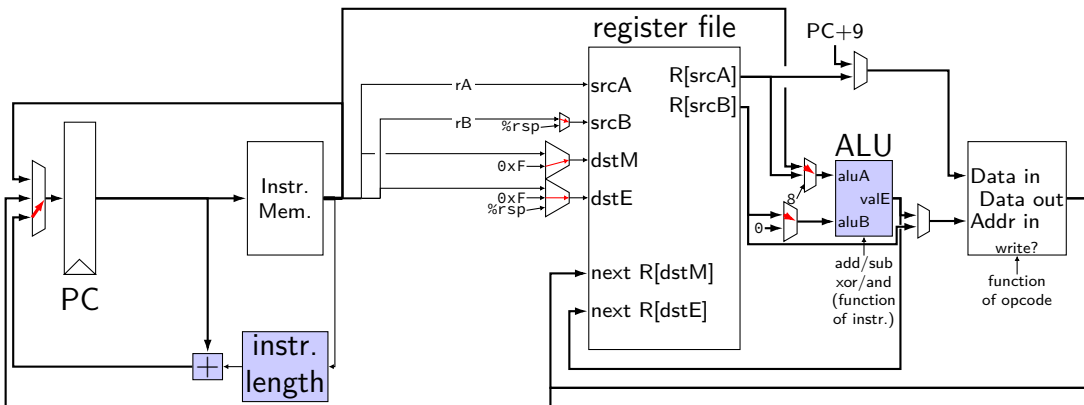 register file
PC+9
srcA
R[srcA]
rA
R[srcB]
rB
srcB
%rsp
ALU
dstM
0xF
Instr.
Mem.
aluA
Data in
valE
Data out
0xF
dstE
8
%rsp
aluB
Addr in
0
write?
add/sub
xor/and
(function
of instr.)
function
of opcode
PC
next R[dstM]
next R[dstE]
+
instr.
length